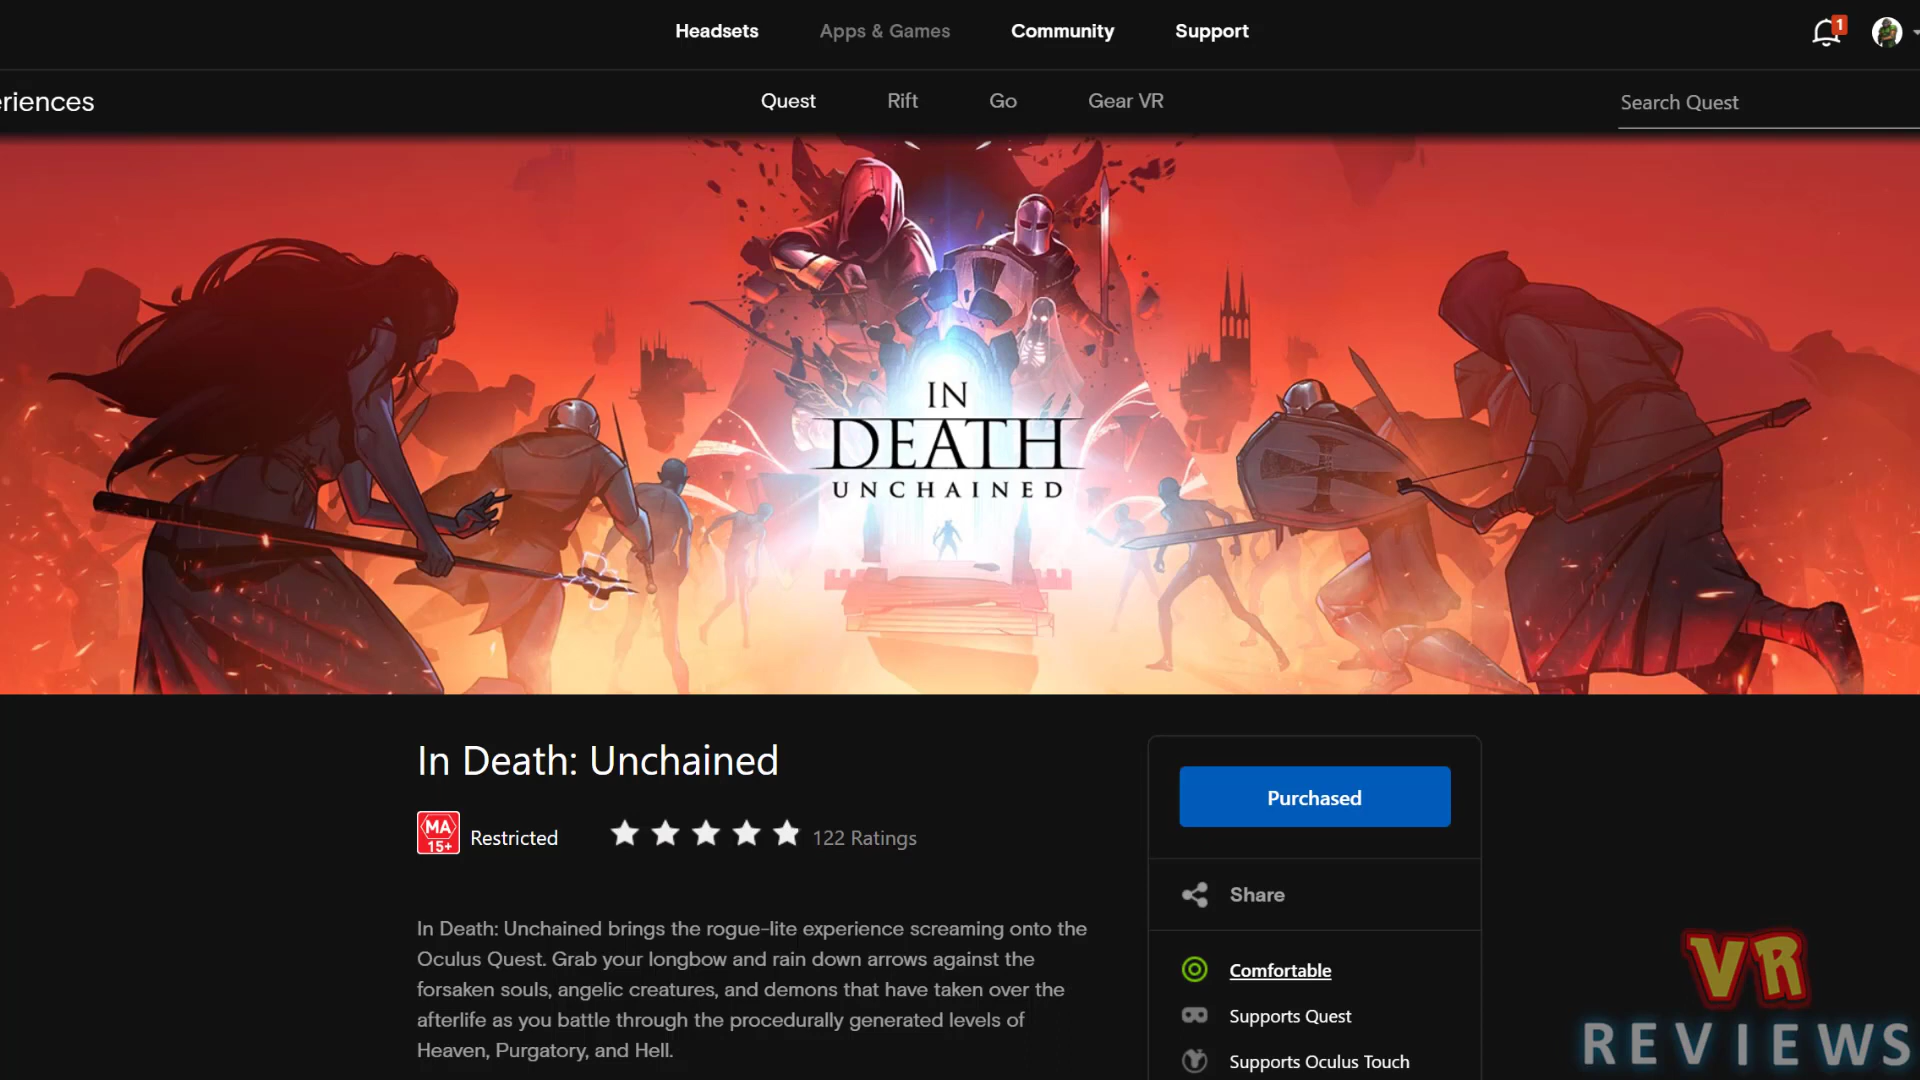 Headsets
Apps & Games
Community
Support
1
eriences
Quest
Rift
Go
Gear VR
Search Quest
IN
DEATH
UNCHAINED
In Death: Unchained
Purchased
MA
15+
Restricted
122 Ratings
Share
In Death: Unchained brings the rogue-lite experience screaming onto the
Oculus Quest. Grab your longbow and rain down arrows against the
forsaken souls, angelic creatures, and demons that have taken over the
afterlife as you battle through the procedurally generated levels of
Heaven, Purgatory, and Hell.
Comfortable
Supports Quest
Supports Oculus Touch
VR
REVIEWS